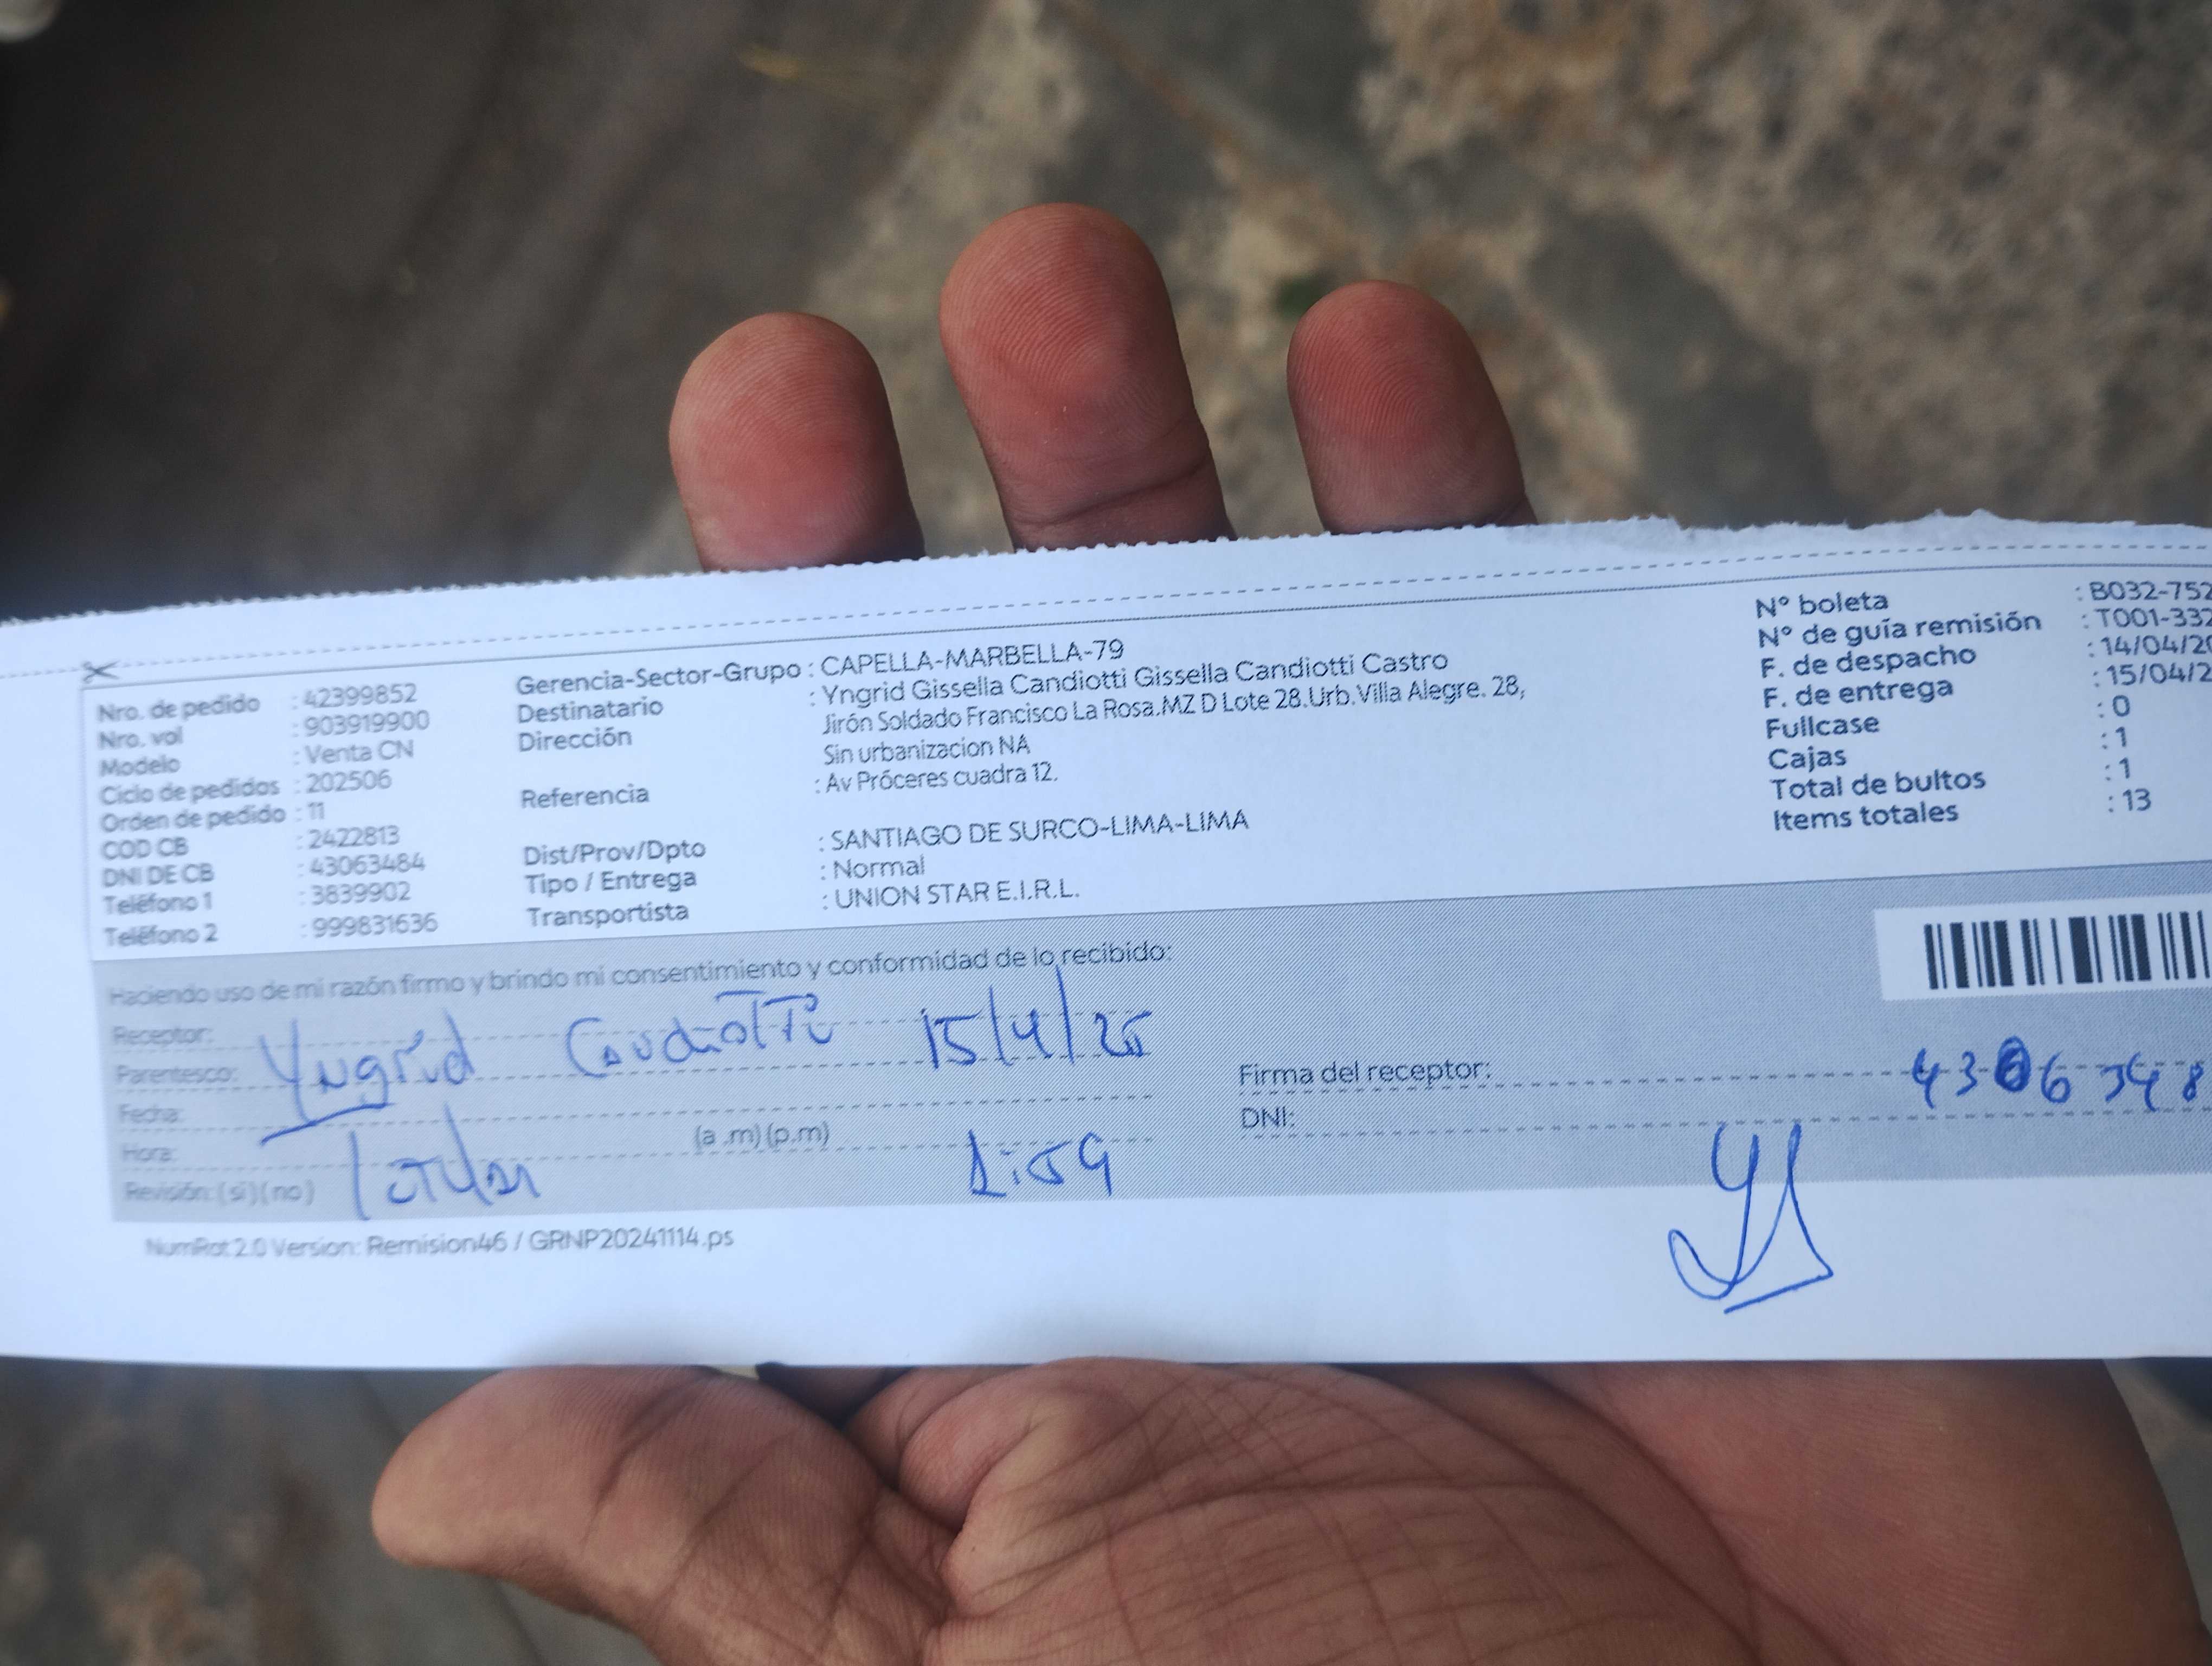 Nro. de pedido : 42399852
Nro. vol : 903919900
Modelo : Venta CN
Ciclo de pedidos : 202506
Orden de pedido : 11
COD CB : 2422813
DNI DE CB : 43063484
Teléfono 1 : 3839902
Teléfono 2 : 999831636
Gerencia-Sector-Grupo : CAPELLA-MARBELLA-79
Destinatario : Yngrid Gissella Candiotti Gissella Candiotti Castro
Dirección Jirón Soldado Francisco La Rosa.MZ D Lote 28.Urb.Villa Alegre. 28,
Sin urbanizacion NA
Referencia : Av Próceres cuadra 12.
Dist/Prov/Dpto : SANTIAGO DE SURCO-LIMA-LIMA
Tipo / Entrega : Normal
Transportista : UNION STAR E.I.R.L.
N° boleta : B032-752
N° de guía remisión : T001-332
F. de despacho : 14/04/20
F. de entrega : 15/04/2
Fullcase : 0
Cajas : 1
Total de bultos : 1
Items totales : 13
Haciendo uso de mi razón firmo y brindo mi consentimiento y conformidad de lo recibido:
Receptor:
Parentesco: Yngrid Candiotti 15/4/25
Fecha:
Hora: (a .m)(p.m)
Revisión: (si)(no) Titular 1:59
Firma del receptor: 4306348
DNI:
NumRot 2.0 Version: Remision46 / GRNP20241114.ps